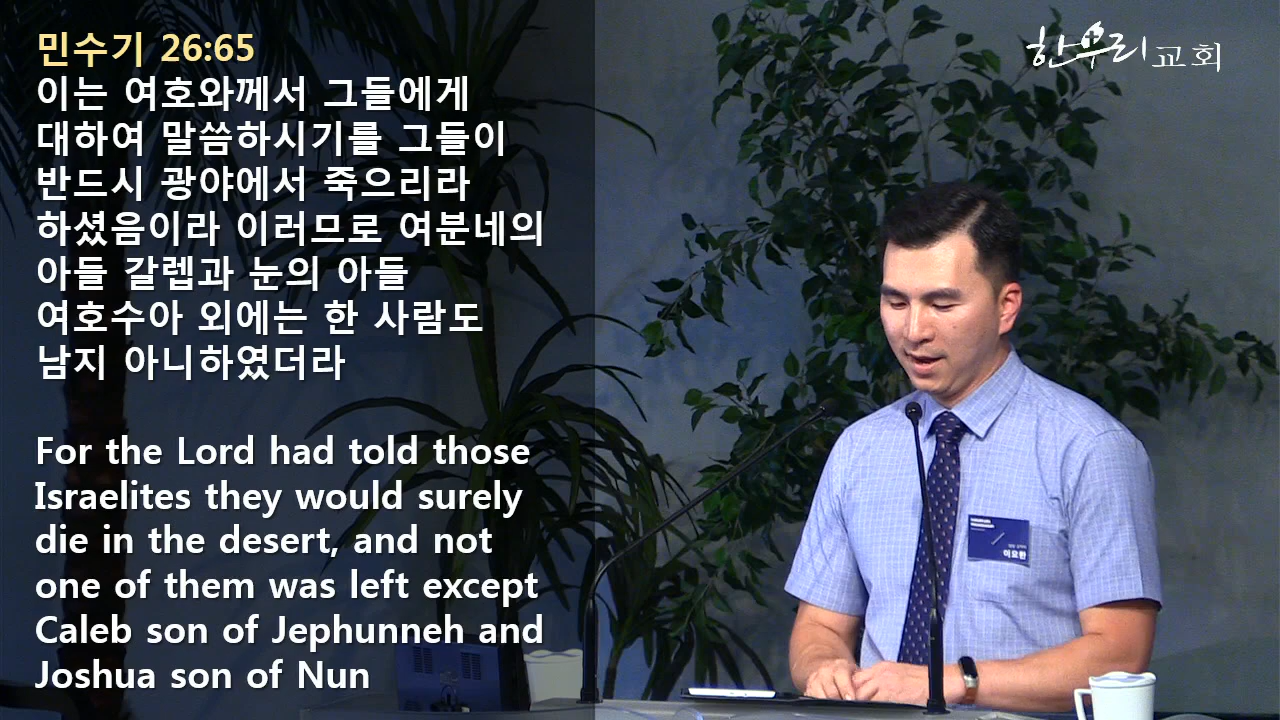 민수기 26:65
이는 여호와께서 그들에게
대하여 말씀하시기를 그들이
반드시 광야에서 죽으리라
하셨음이라 이러므로 여분네의
아들 갈렙과 눈의 아들
여호수아 외에는 한 사람도
남지 아니하였더라
For the Lord had told those
Israelites they would surely
die in the desert, and not
one of them was left except
Caleb son of Jephunneh and
Joshua son of Nun
한우리교회
이요한